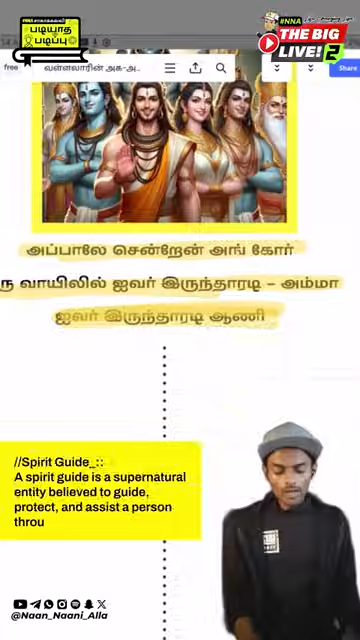 படியாத
படிப்பு
#NNA
THE BIG
LIVE! 2
free
வள்ளலாரின் அக-அ...
Share
அப்பாலே சென்றேன் அங் கோர்
ரு வாயிலில் ஐவர் இருந்தாரடி – அம்மா
ஐவர் இருந்தாரடி ஆணி
//Spirit Guide_::
A spirit guide is a supernatural
entity believed to guide,
protect, and assist a person
throu
@Naan_Naani_Alla